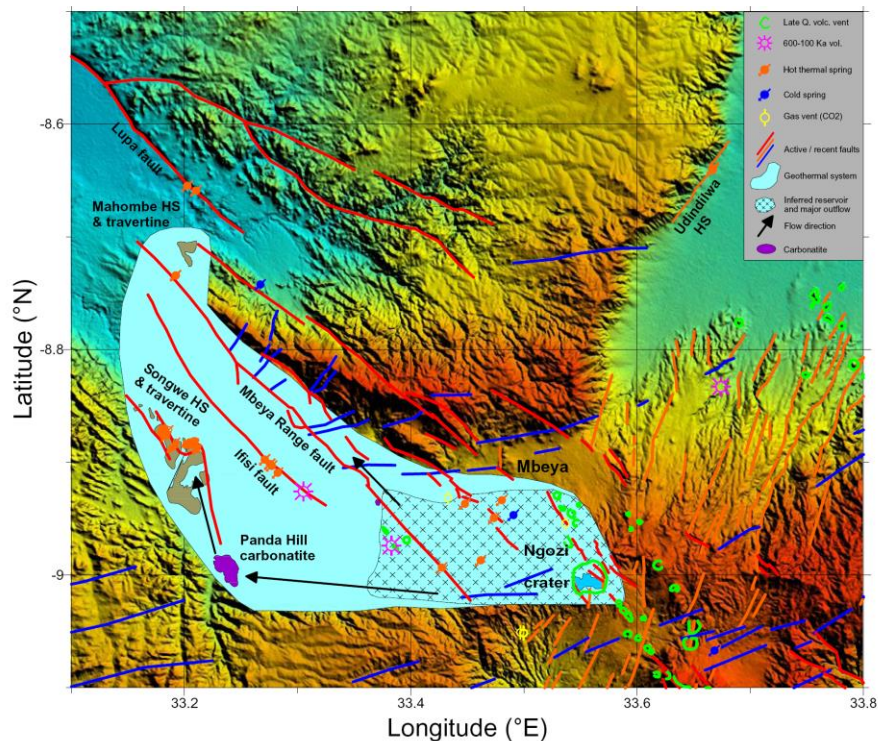 Late Q. volc. vent
600-100 Ka vol.
Hot thermal spring
Cold spring
Gas vent (CO2)
Active / recent faults
Geothermal system
Inferred reservoir
and major outflow
Flow direction
Carbonatite
-8.6
-8.8
-9
Latitude (°N)
Lupa fault
Mahombe HS
& travertine
Udindilwa
HS
Songwe HS
& travertine
Mbeya Range fault
Ifisi fault
Mbeya
Panda Hill
carbonatite
Ngozi
crater
33.2
33.4
33.6
33.8
Longitude (°E)